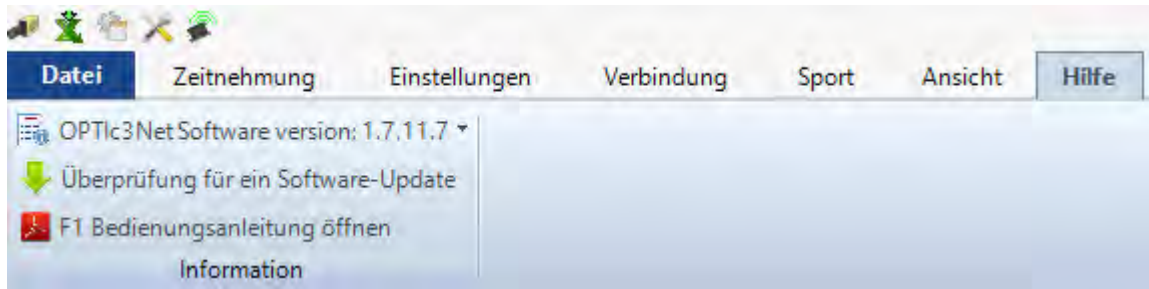 Datei Zeitnehmung Einstellungen Verbindung Sport Ansicht Hilfe
OPTIc3Net Software version: 1.7.11.7
Überprüfung für ein Software-Update
F1 Bedienungsanleitung öffnen
Information